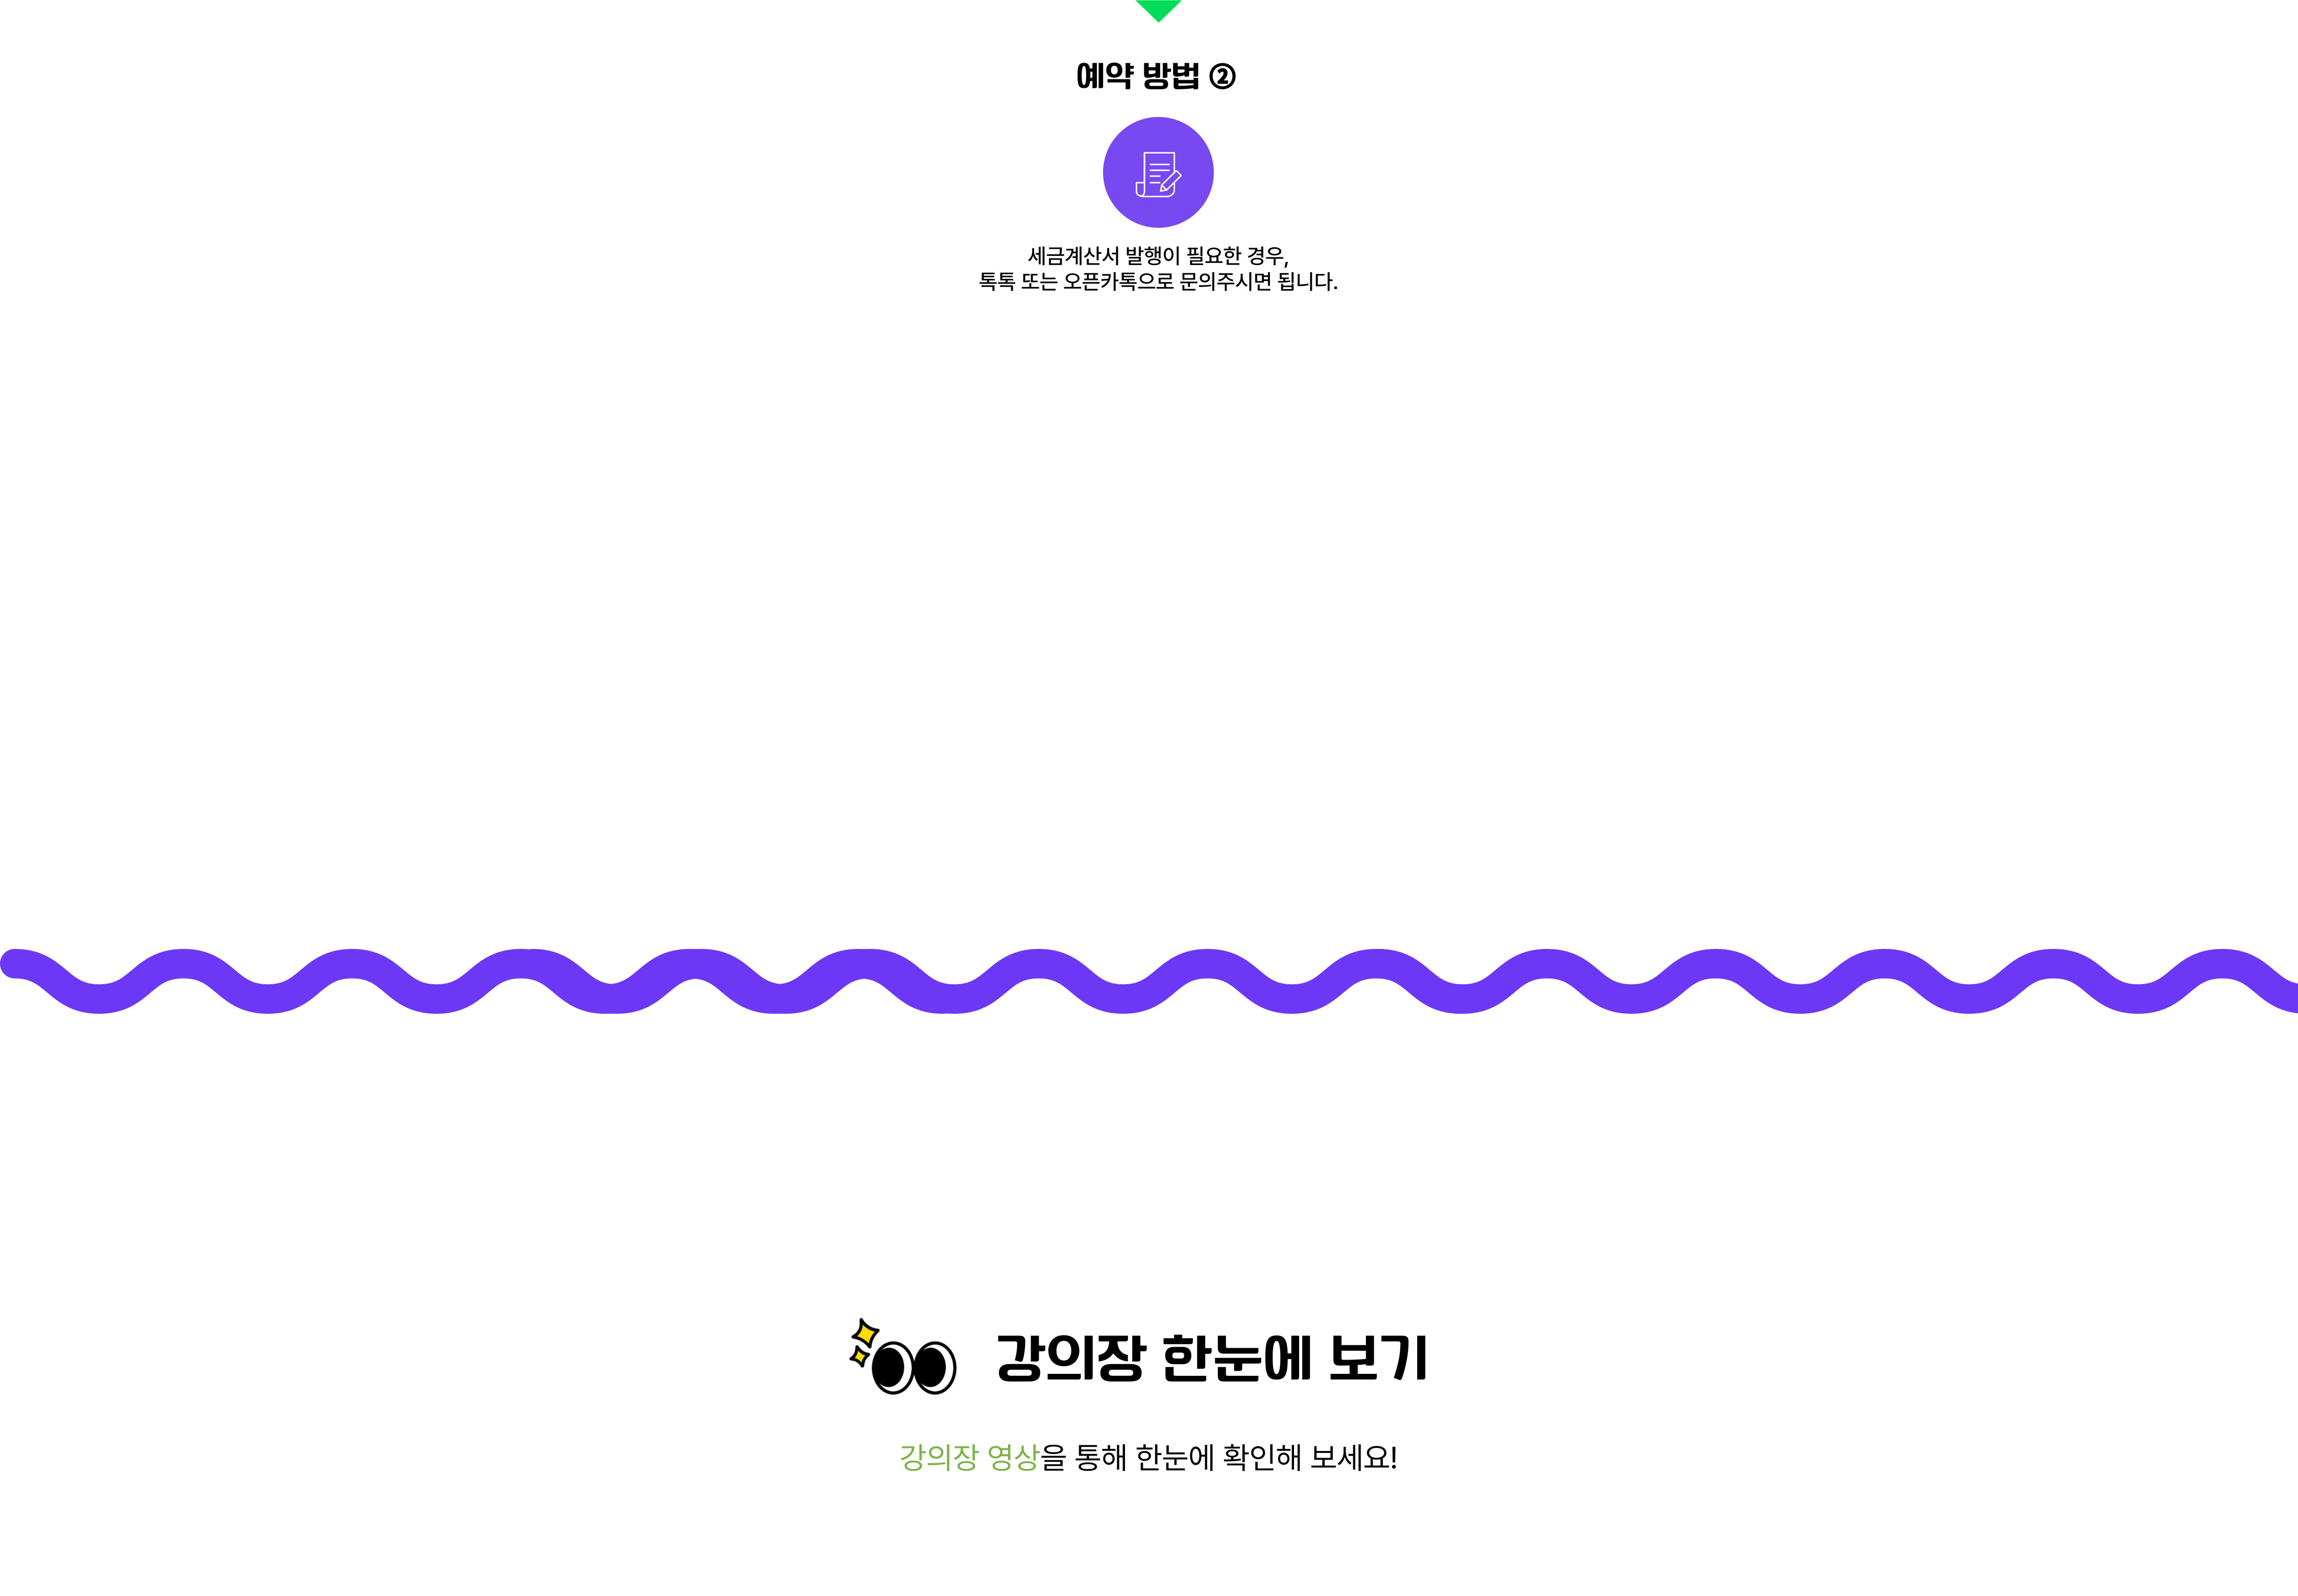 예약 방법 ②
세금계산서 발행이 필요한 경우,
톡톡 또는 오픈카톡으로 문의주시면 됩니다.
강의장 한눈에 보기
강의장 영상을 통해 한눈에 확인해 보세요!